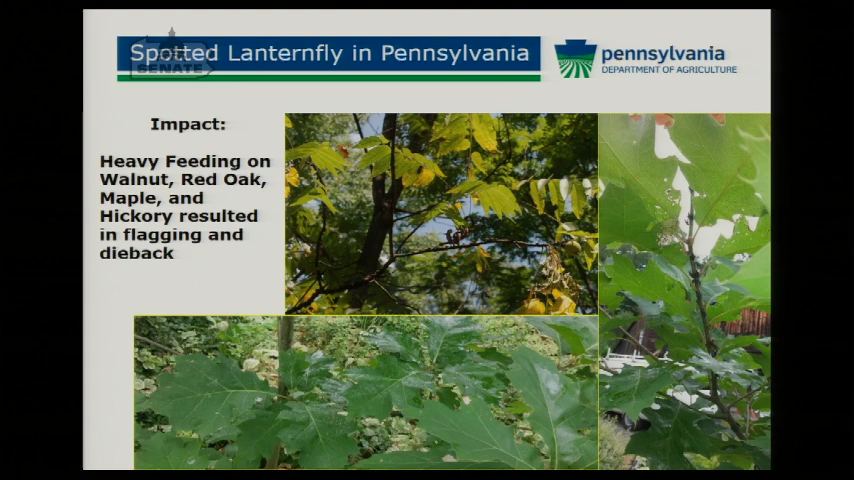 Spotted Lanternfly in Pennsylvania
SENATE
pennsylvania
DEPARTMENT OF AGRICULTURE
Impact:
Heavy Feeding on
Walnut, Red Oak,
Maple, and
Hickory resulted
in flagging and
dieback